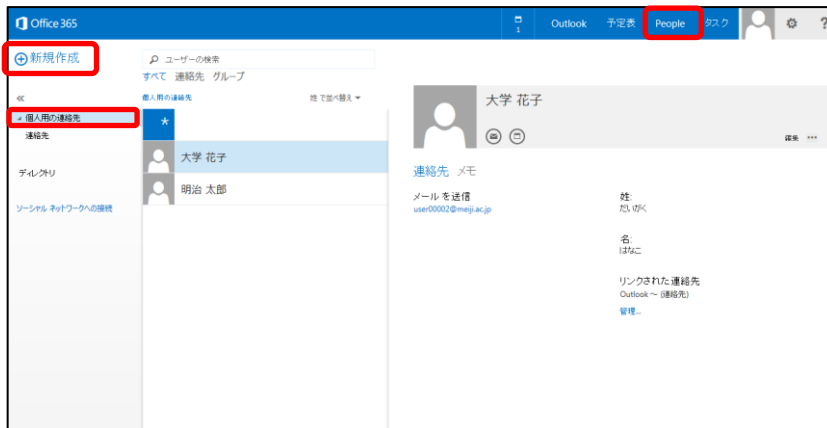 Office 365
1
Outlook 予定表 People タスク ?
新規作成
ユーザーの検索
すべて 連絡先 グループ
«
個人用の連絡先 姓 で並べ替え
個人用の連絡先
連絡先
ディレクトリ
ソーシャル ネットワークへの接続
*
大学 花子
明治 太郎
大学 花子
編集 •••
連絡先 メモ
メール を送信
user00002@meiji.ac.jp
姓:
だいがく
名:
はなこ
リンクされた連絡先
Outlook ～ (連絡先)
管理...